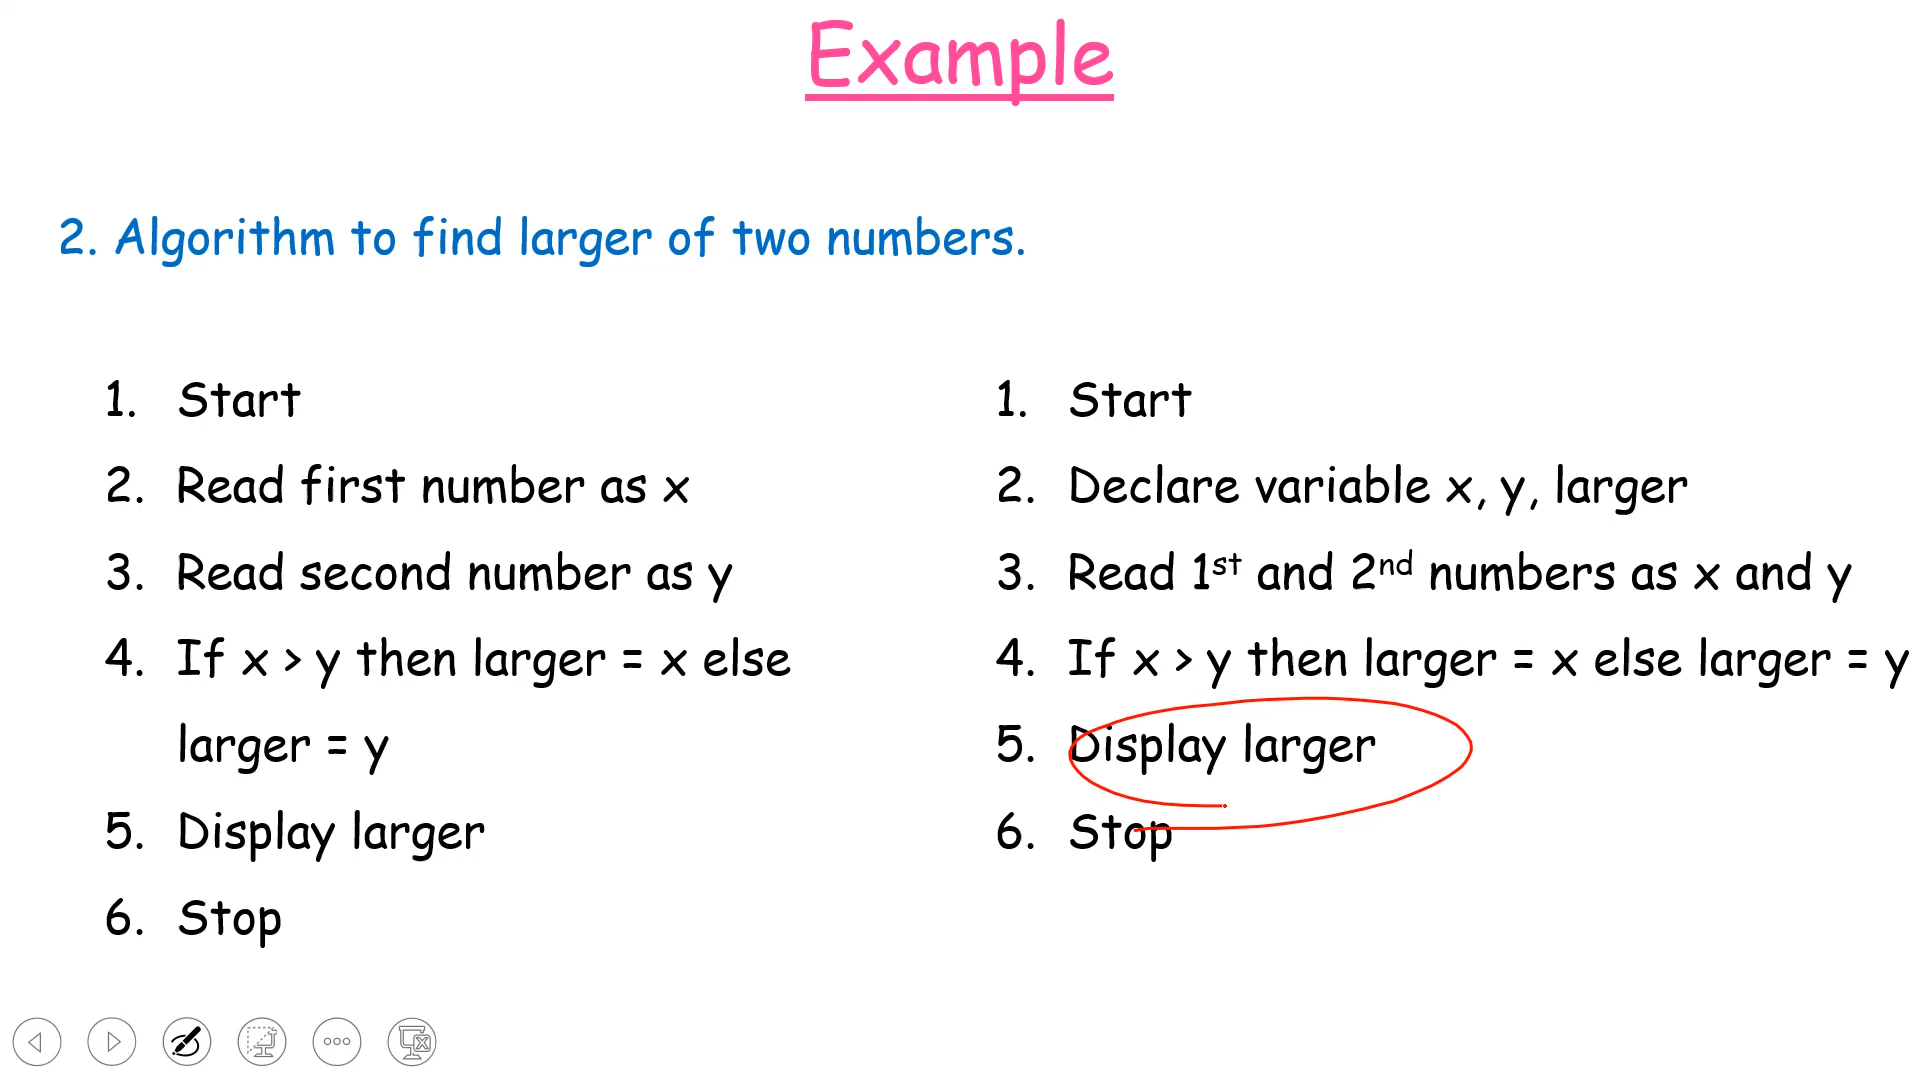 Example
2. Algorithm to find larger of two numbers.
1. Start
2. Read first number as x
3. Read second number as y
4. If x > y then larger = x else
larger = y
5. Display larger
6. Stop
1. Start
2. Declare variable x, y, larger
3. Read 1st and 2nd numbers as x and y
4. If x > y then larger = x else larger = y
5. Display larger
6. Stop